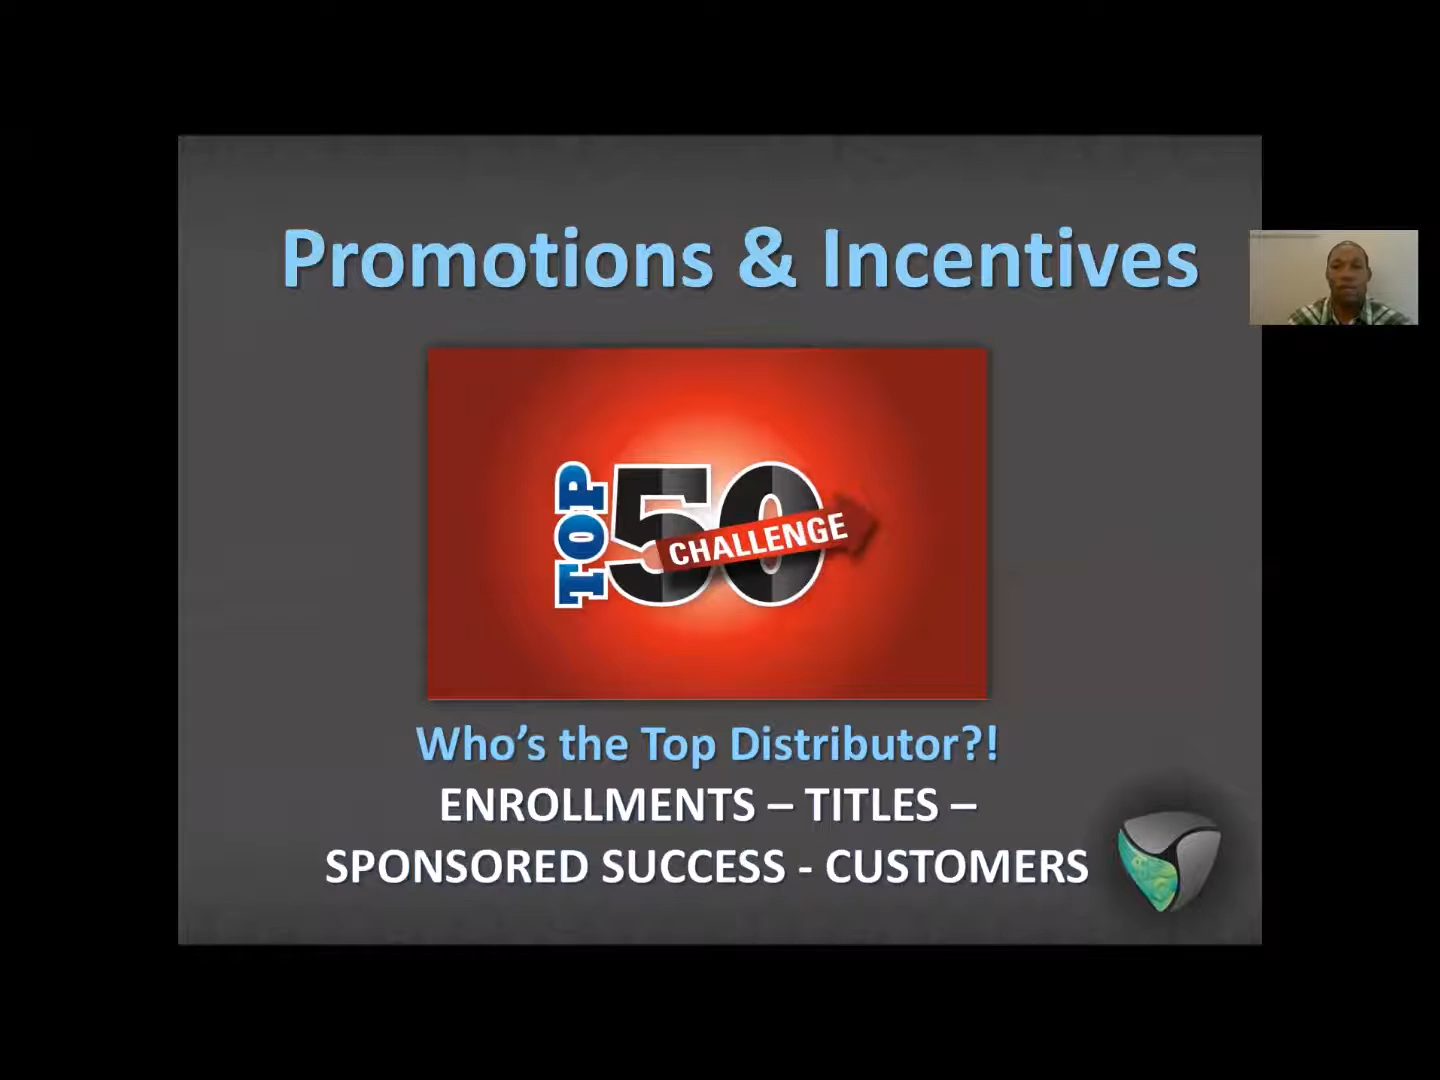 Promotions & Incentives
TOP
50
CHALLENGE
Who's the Top Distributor?!
ENROLLMENTS – TITLES –
SPONSORED SUCCESS - CUSTOMERS